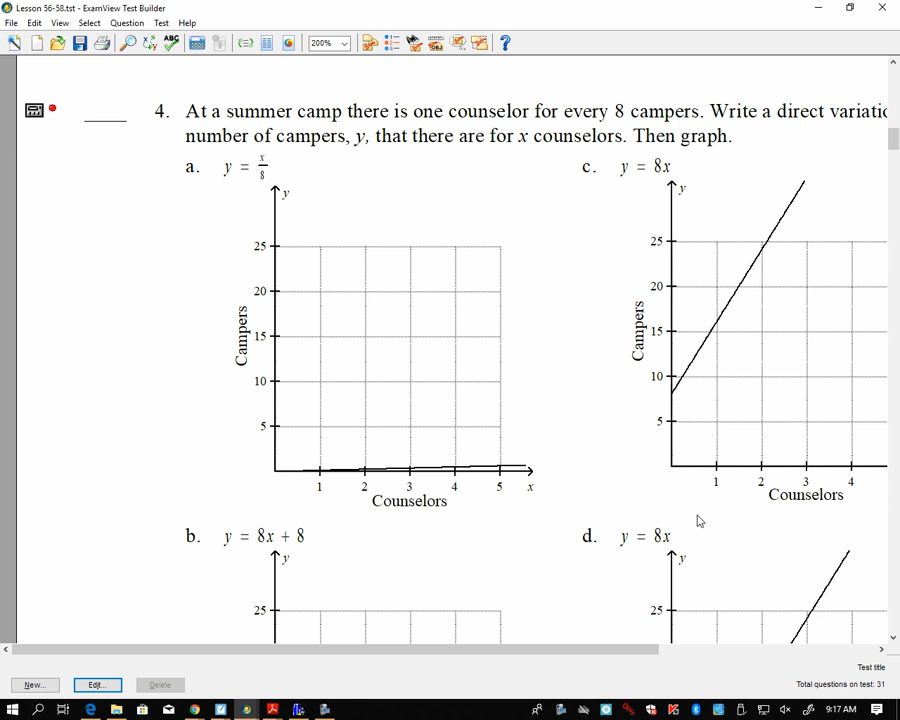 Lesson 56-58.tst - ExamView Test Builder
File Edit View Select Question Test Help
ABC 200% OBJ ?
4. At a summer camp there is one counselor for every 8 campers. Write a direct variatio
number of campers, y, that there are for x counselors. Then graph.
a. y = x/8
c. y = 8x
y
25
20
15
10
5
Campers
1 2 3 4 5 x
Counselors
y
25
20
15
10
5
Campers
1 2 3 4
Counselors
b. y = 8x + 8
d. y = 8x
y
25
y
25
Test title
New... Edit... Delete
Total questions on test: 31
9:17 AM